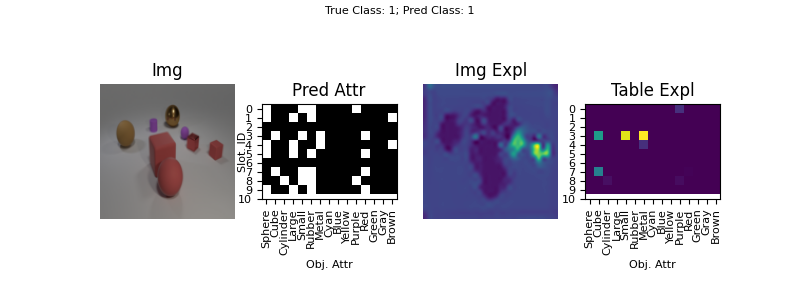 True Class: 1; Pred Class: 1
Img
Pred Attr
Img Expl
Table Expl
Slot. ID
0
1
2
3
4
5
6
7
8
9
10
Sphere
Cube
Cylinder
Large
Small
Rubber
Metal
Cyan
Blue
Yellow
Purple
Red
Green
Gray
Brown
Obj. Attr
0
1
2
3
4
5
6
7
8
9
10
Sphere
Cube
Cylinder
Large
Small
Rubber
Metal
Cyan
Blue
Yellow
Purple
Red
Green
Gray
Brown
Obj. Attr